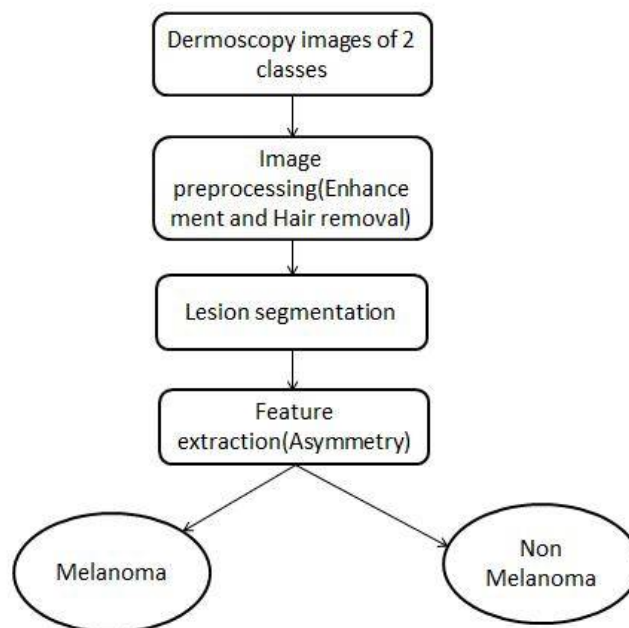 Dermoscopy images of 2
classes
Image
preprocessing(Enhance
ment and Hair removal)
Lesion segmentation
Feature
extraction(Asymmetry)
Melanoma
Non
Melanoma